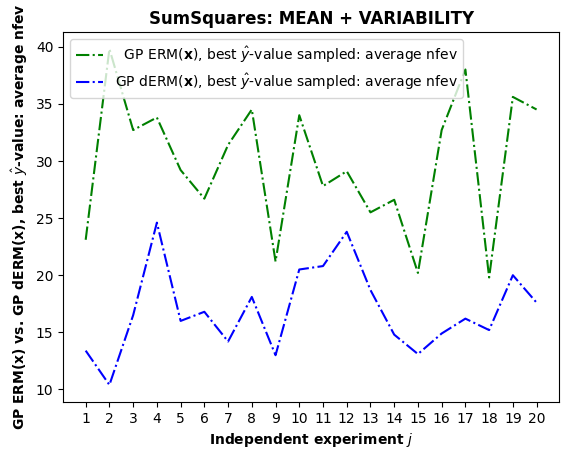 SumSquares: MEAN + VARIABILITY
GP ERM(x), best ŷ-value sampled: average nfev
GP dERM(x), best ŷ-value sampled: average nfev
GP ERM(x) vs. GP dERM(x), best ŷ-value: average nfev
40
35
30
25
20
15
10
1 2 3 4 5 6 7 8 9 10 11 12 13 14 15 16 17 18 19 20
Independent experiment j